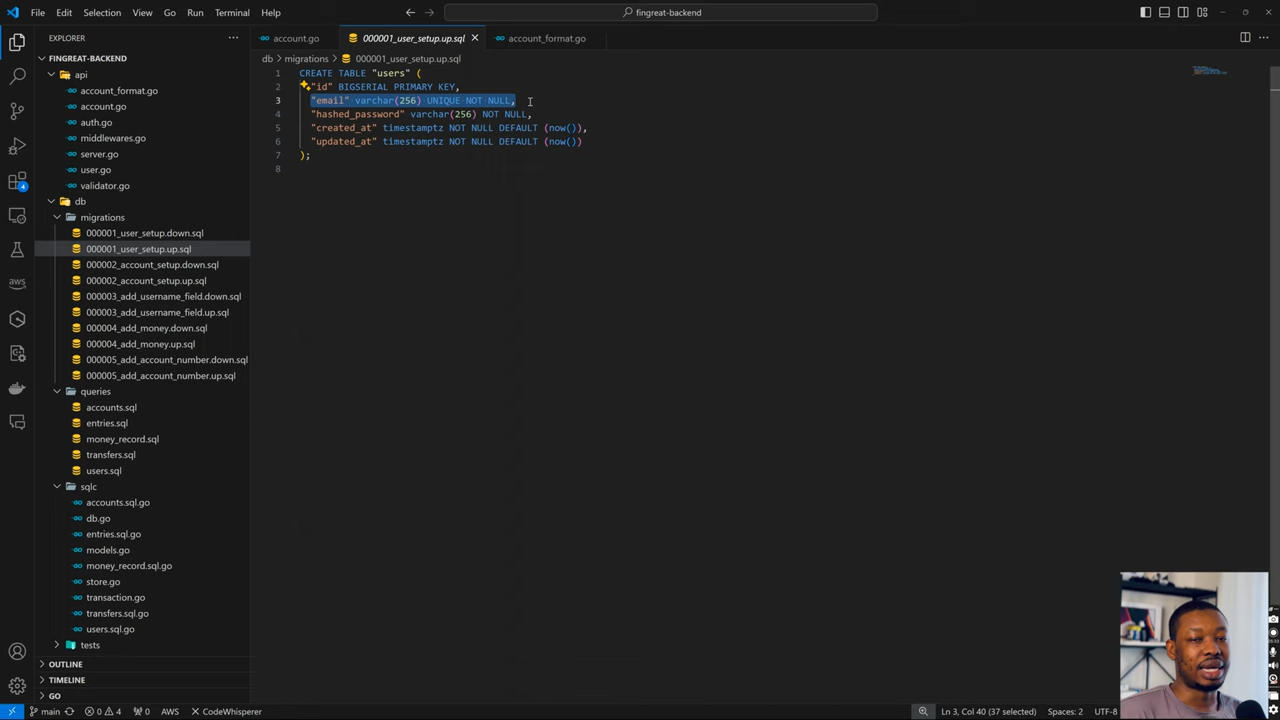 File Edit Selection View Go Run Terminal Help
fingreat-backend
EXPLORER
account.go
000001_user_setup.up.sql
account_format.go
FINGREAT-BACKEND
db migrations 000001_user_setup.up.sql
api
account_format.go
account.go
auth.go
middlewares.go
server.go
user.go
validator.go
db
migrations
000001_user_setup.down.sql
000001_user_setup.up.sql
000002_account_setup.down.sql
000002_account_setup.up.sql
000003_add_username_field.down.sql
000003_add_username_field.up.sql
000004_add_money.down.sql
000004_add_money.up.sql
000005_add_account_number.down.sql
000005_add_account_number.up.sql
queries
accounts.sql
entries.sql
money_record.sql
transfers.sql
users.sql
sqlc
accounts.sql.go
db.go
entries.sql.go
models.go
money_record.sql.go
store.go
transaction.go
transfers.sql.go
users.sql.go
tests
OUTLINE
TIMELINE
GO
4
aws
1 CREATE TABLE "users" (
2 "id" BIGSERIAL PRIMARY KEY,
3 "email" varchar(256) UNIQUE NOT NULL,
4 "hashed_password" varchar(256) NOT NULL,
5 "created_at" timestamptz NOT NULL DEFAULT (now()),
6 "updated_at" timestamptz NOT NULL DEFAULT (now())
7 );
8
main 0 4 0 AWS CodeWhisperer
Ln 3, Col 40 (37 selected) Spaces: 2 UTF-8